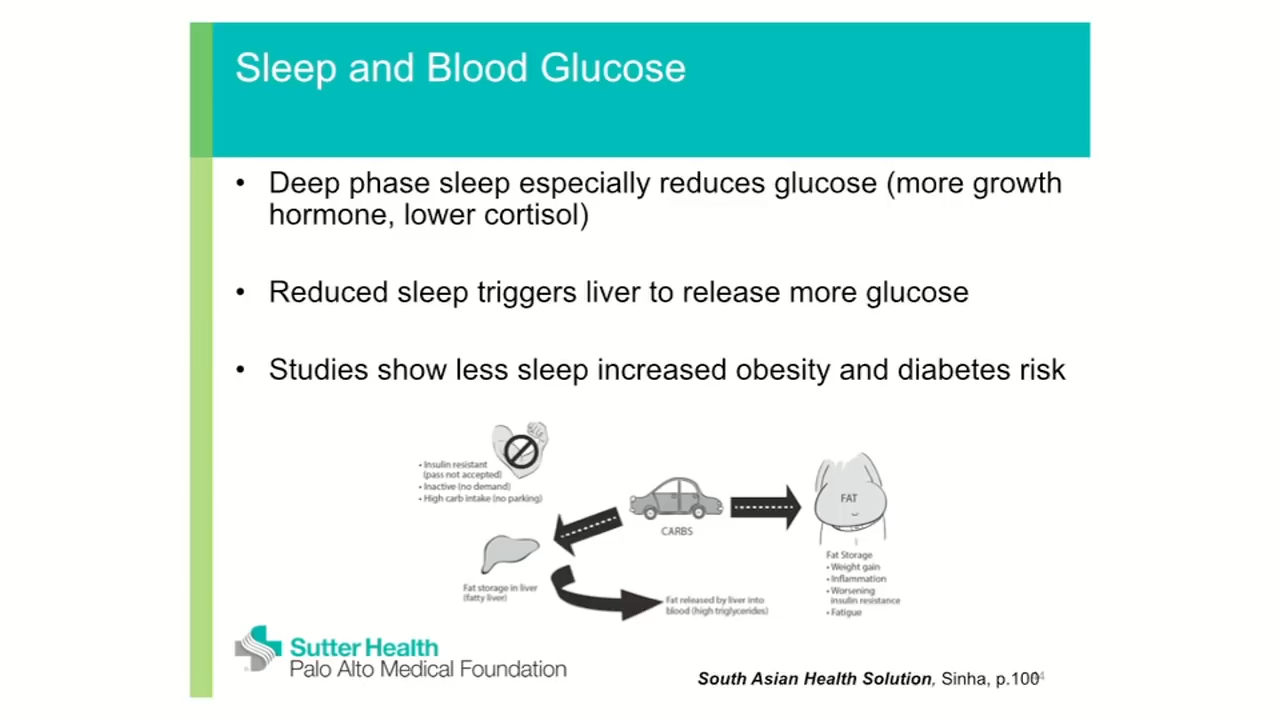 Sleep and Blood Glucose
• Deep phase sleep especially reduces glucose (more growth
hormone, lower cortisol)
• Reduced sleep triggers liver to release more glucose
• Studies show less sleep increased obesity and diabetes risk
• Insulin resistant
(pass not accepted)
• Inactive (no demand)
• High carb intake (no parking)
CARBS
FAT
Fat storage in liver
(fatty liver)
Fat released by liver into
blood (high triglycerides)
Fat Storage
• Weight gain
• Inflammation
• Worsening
insulin resistance
• Fatigue
Sutter Health
Palo Alto Medical Foundation
South Asian Health Solution, Sinha, p.100